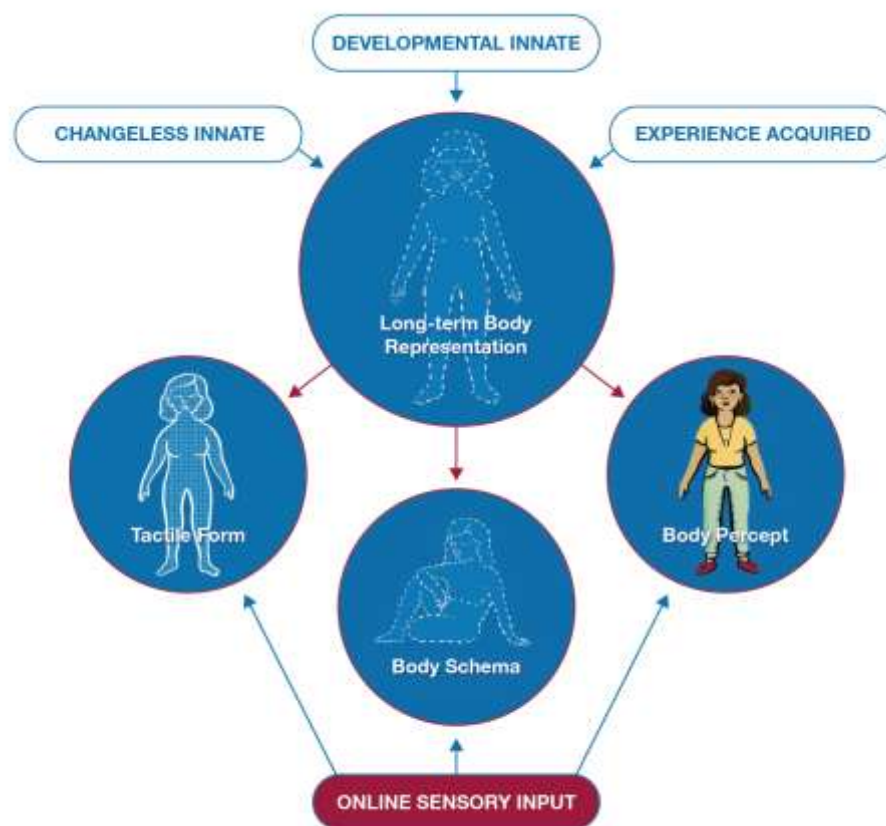 DEVELOPMENTAL INNATE
CHANGELESS INNATE
EXPERIENCE ACQUIRED
Long-term Body
Representation
Tactile Form
Body Percept
Body Schema
ONLINE SENSORY INPUT